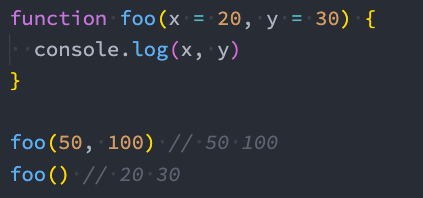 function foo(x = 20, y = 30) {
  console.log(x, y)
}

foo(50, 100) // 50 100
foo() // 20 30